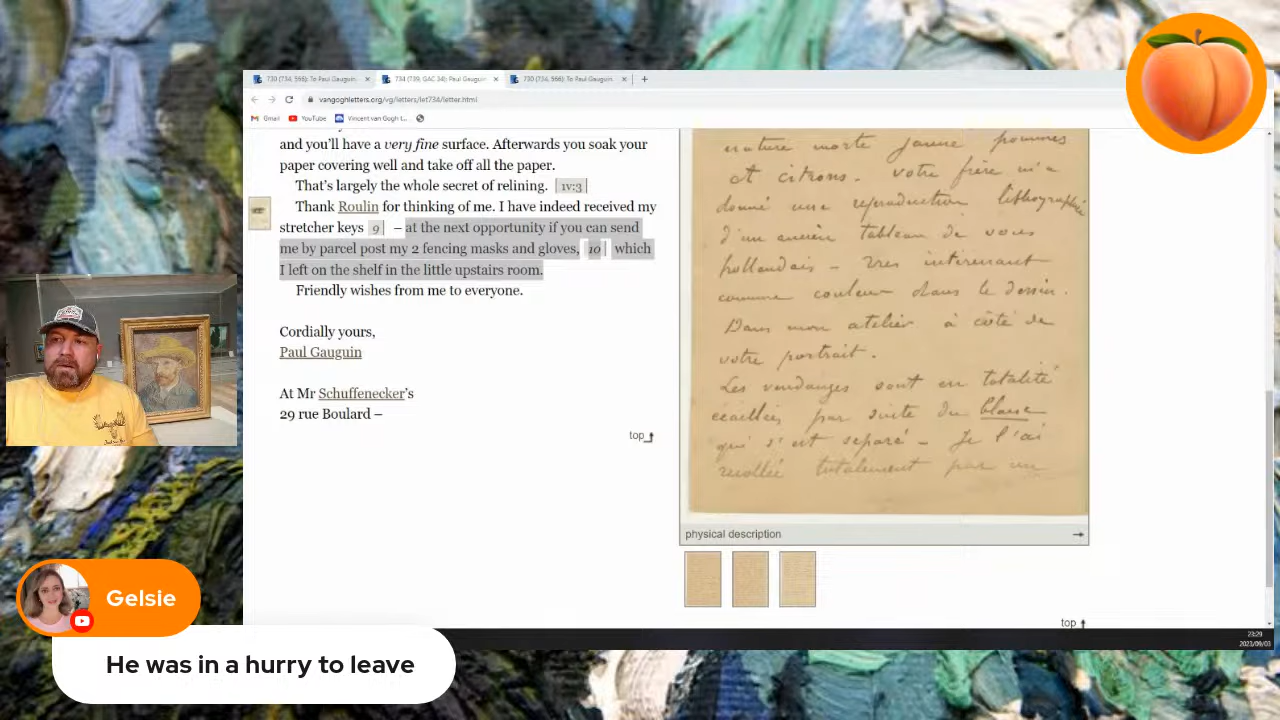 730 (734, 556): To Paul Gauguin
734 (739, GAC 34): Paul Gauguin
730 (734, 556): To Paul Gauguin
vangoghletters.org/vg/letters/let734/letter.html
Gmail
YouTube
Vincent van Gogh t...
and you'll have a very fine surface. Afterwards you soak your
paper covering well and take off all the paper.
That's largely the whole secret of relining. 1v:3
Thank Roulin for thinking of me. I have indeed received my
stretcher keys 9 – at the next opportunity if you can send
me by parcel post my 2 fencing masks and gloves, 10 which
I left on the shelf in the little upstairs room.
Friendly wishes from me to everyone.
Cordially yours,
Paul Gauguin
At Mr Schuffenecker's
29 rue Boulard –
top
nature morte jaune pommes
et citrons. Votre frère m'a
donné une reproduction lithographiée
d'un ancien tableau de vous
hollandais – très intéressant
comme couleur dans le dessin.
Dans mon atelier à côté de
votre portrait.
Les vendanges sont en totalité
écaillées par suite du blanc
qui s'est séparé – Je l'ai
recollée totalement par un
physical description
top
23:29
2023/09/03
Gelsie
He was in a hurry to leave